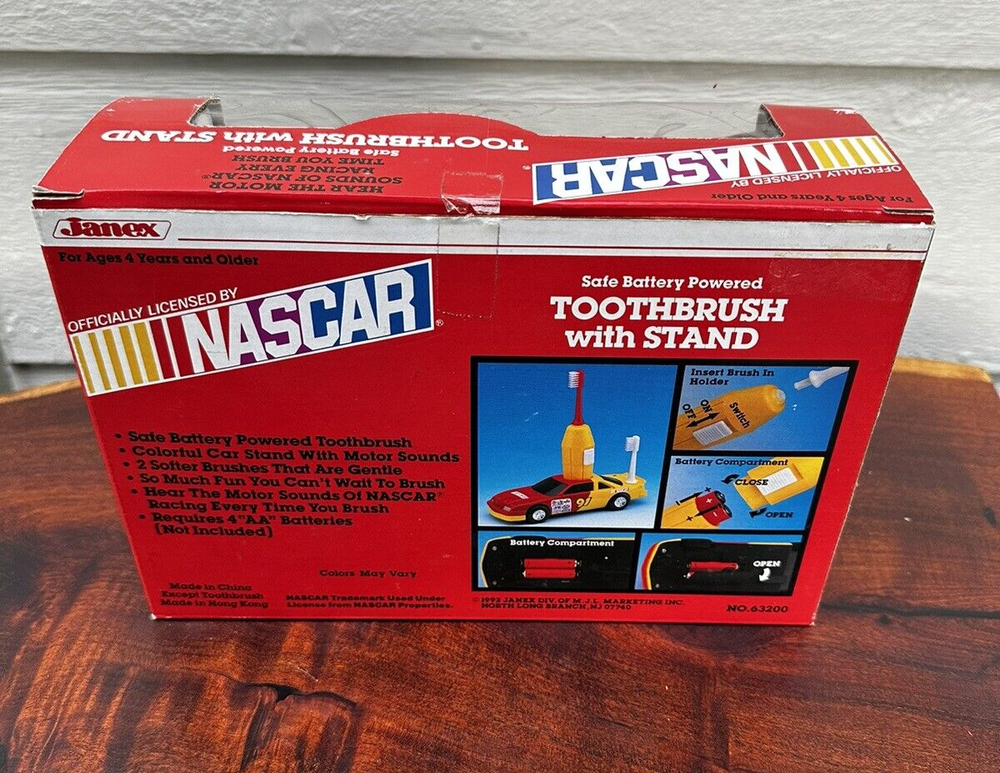 TOOTHBRUSH with STAND
Safe Battery Powered
HEAR THE MOTOR
SOUNDS OF NASCAR®
RACING EVERY
TIME YOU BRUSH
OFFICIALLY LICENSED BY
NASCAR®
For Ages 4 Years and Older
Janex
For Ages 4 Years and Older
OFFICIALLY LICENSED BY
NASCAR®
• Safe Battery Powered Toothbrush
• Colorful Car Stand With Motor Sounds
• 2 Softer Brushes That Are Gentle
• So Much Fun You Can't Wait To Brush
• Hear The Motor Sounds Of NASCAR®
Racing Every Time You Brush
• Requires 4 "AA" Batteries
(Not Included)
Colors May Vary
Made in China
Except Toothbrush
Made in Hong Kong
NASCAR Trademark Used Under
License from NASCAR Properties.
Safe Battery Powered
TOOTHBRUSH
with STAND
Insert Brush In
Holder
ON
OFF
Switch
Battery Compartment
CLOSE
OPEN
97
Battery Compartment
OPEN
©1992 JANEX DIV. OF M.J.L. MARKETING INC.
NORTH LONG BRANCH, NJ 07740
NO. 63200